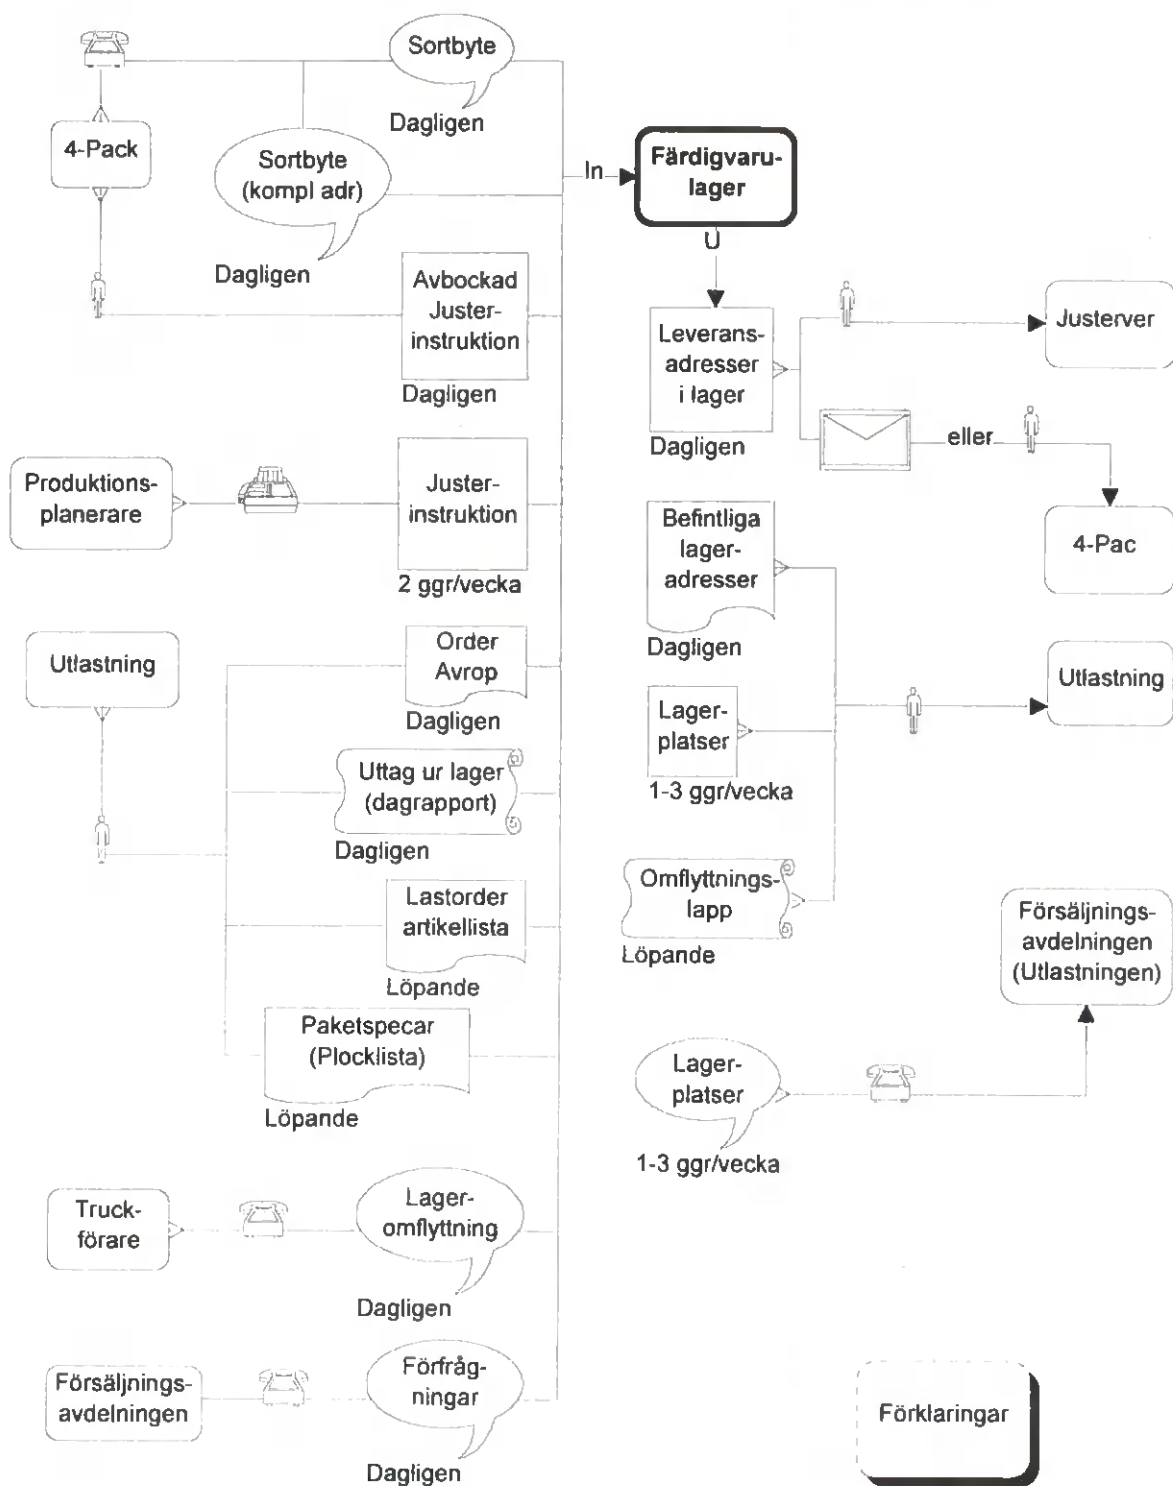 Sortbyte
Dagligen
4-Pack
Sortbyte
(kompl adr)
Dagligen
Avbockad
Juster-
instruktion
Dagligen
Produktions-
planerare
Juster-
instruktion
2 ggr/vecka
Utlastning
Order
Avrop
Dagligen
Uttag ur lager
(dagrapport)
Dagligen
Lastorder
artikellista
Löpande
Paketspecar
(Plocklista)
Löpande
Truck-
förare
Lager-
omflyttning
Dagligen
Försäljnings-
avdelningen
Förfråg-
ningar
Dagligen
In
Färdigvaru-
lager
U
Leverans-
adresser
i lager
Dagligen
Justerver
eller
4-Pac
Befintliga
lager-
adresser
Dagligen
Lager-
platser
1-3 ggr/vecka
Utlastning
Omflyttnings-
lapp
Löpande
Försäljnings-
avdelningen
(Utlastningen)
Lager-
platser
1-3 ggr/vecka
Förklaringar